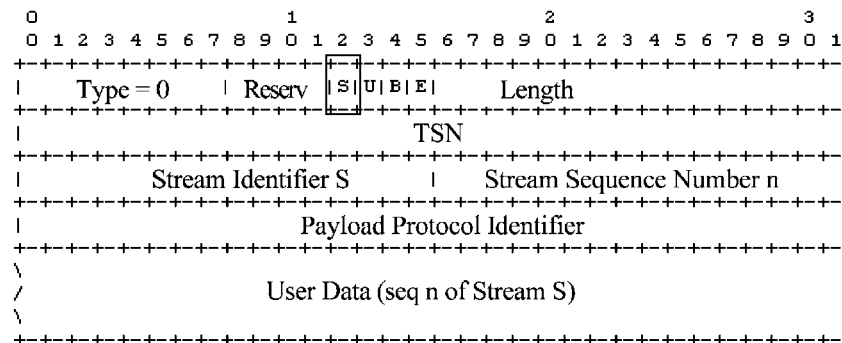 0 1 2 3
0 1 2 3 4 5 6 7 8 9 0 1 2 3 4 5 6 7 8 9 0 1 2 3 4 5 6 7 8 9 0 1
+-+-+-+-+-+-+-+-+-+-+-+-+-+-+-+-+-+-+-+-+-+-+-+-+-+-+-+-+-+-+-+-
| Type = 0 | Reserv |S|U|B|E| Length
+-+-+-+-+-+-+-+-+-+-+-+-+-+-+-+-+-+-+-+-+-+-+-+-+-+-+-+-+-+-+-+-
| TSN
+-+-+-+-+-+-+-+-+-+-+-+-+-+-+-+-+-+-+-+-+-+-+-+-+-+-+-+-+-+-+-+-
| Stream Identifier S | Stream Sequence Number n
+-+-+-+-+-+-+-+-+-+-+-+-+-+-+-+-+-+-+-+-+-+-+-+-+-+-+-+-+-+-+-+-
| Payload Protocol Identifier
+-+-+-+-+-+-+-+-+-+-+-+-+-+-+-+-+-+-+-+-+-+-+-+-+-+-+-+-+-+-+-+-
\
/ User Data (seq n of Stream S)
\
+-+-+-+-+-+-+-+-+-+-+-+-+-+-+-+-+-+-+-+-+-+-+-+-+-+-+-+-+-+-+-+-